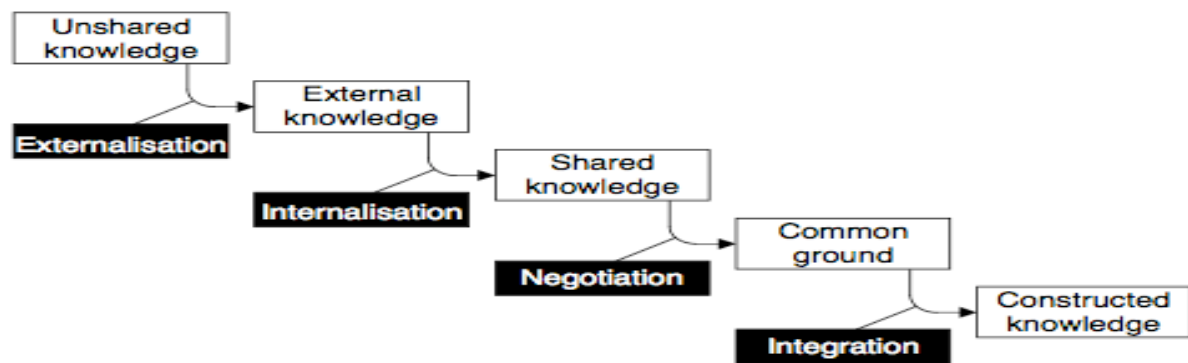 Unshared
knowledge
External
knowledge
Externalisation
Shared
knowledge
Internalisation
Common
ground
Negotiation
Constructed
knowledge
Integration